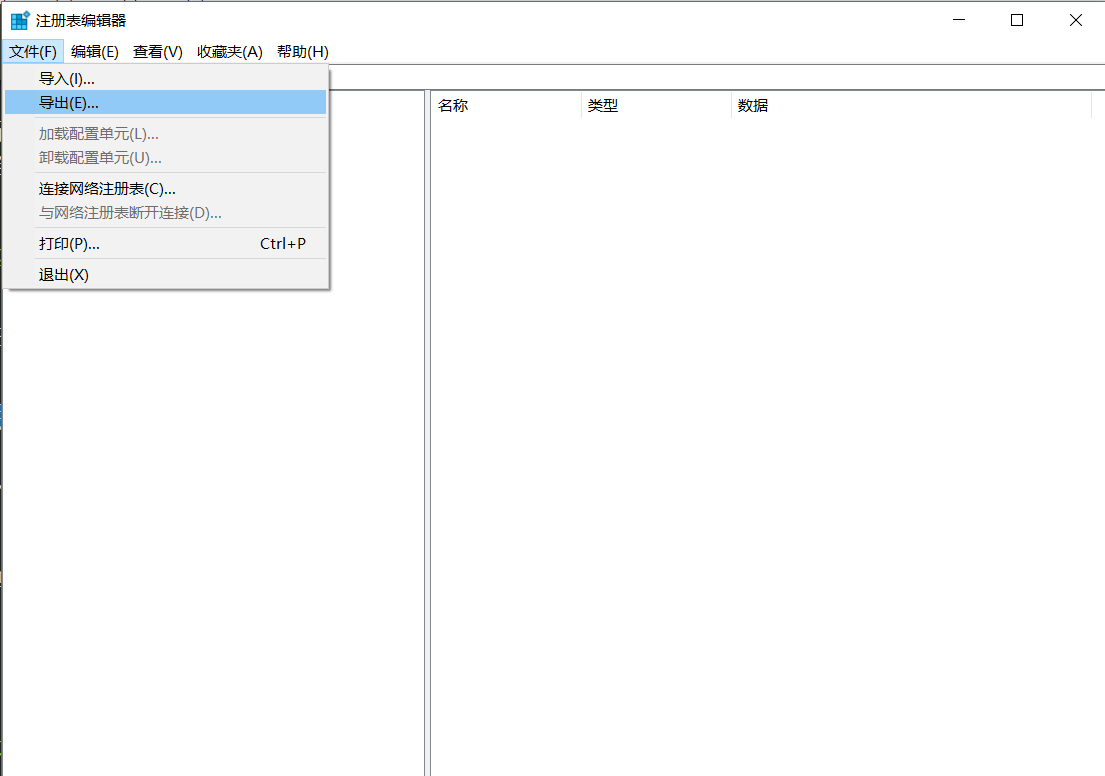 注册表编辑器
文件(F) 编辑(E) 查看(V) 收藏夹(A) 帮助(H)
导入(I)...
导出(E)...
加载配置单元(L)...
卸载配置单元(U)...
连接网络注册表(C)...
与网络注册表断开连接(D)...
打印(P)... Ctrl+P
退出(X)
名称 类型 数据